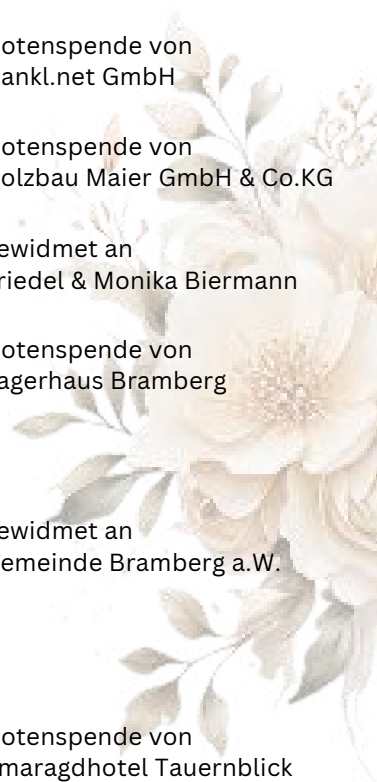 otenspende von
ankl.net GmbH
otenspende von
olzbau Maier GmbH & Co.KG
ewidmet an
riedel & Monika Biermann
otenspende von
agerhaus Bramberg
ewidmet an
emeinde Bramberg a.W.
otenspende von
maragdhotel Tauernblick